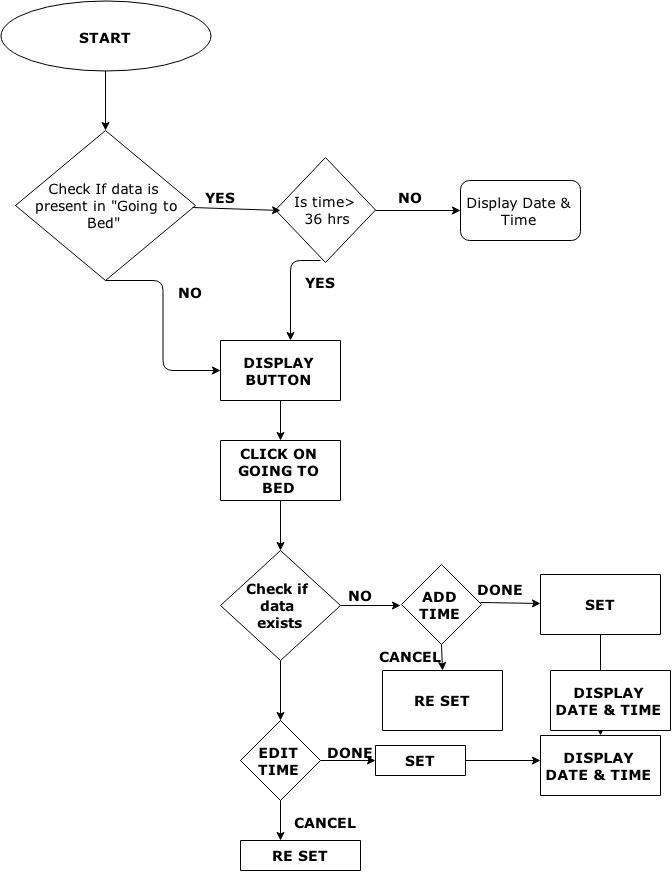 START
Check If data is
present in "Going to
Bed"
YES
Is time>
36 hrs
NO
Display Date &
Time
NO
YES
DISPLAY
BUTTON
CLICK ON
GOING TO
BED
Check if
data
exists
NO
ADD
TIME
DONE
SET
CANCEL
RE SET
DISPLAY
DATE & TIME
EDIT
TIME
DONE
SET
DISPLAY
DATE & TIME
CANCEL
RE SET